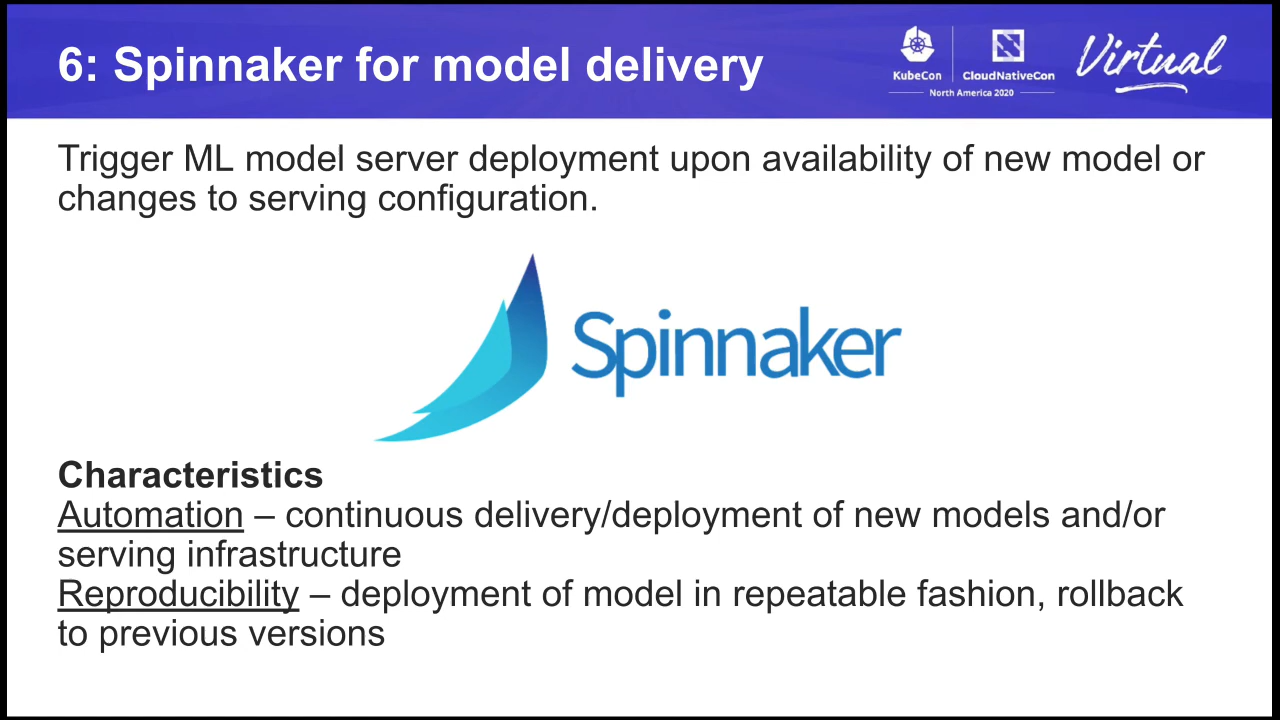 6: Spinnaker for model delivery
KubeCon
CloudNativeCon
North America 2020
Virtual
Trigger ML model server deployment upon availability of new model or
changes to serving configuration.
Spinnaker
Characteristics
Automation – continuous delivery/deployment of new models and/or
serving infrastructure
Reproducibility – deployment of model in repeatable fashion, rollback
to previous versions